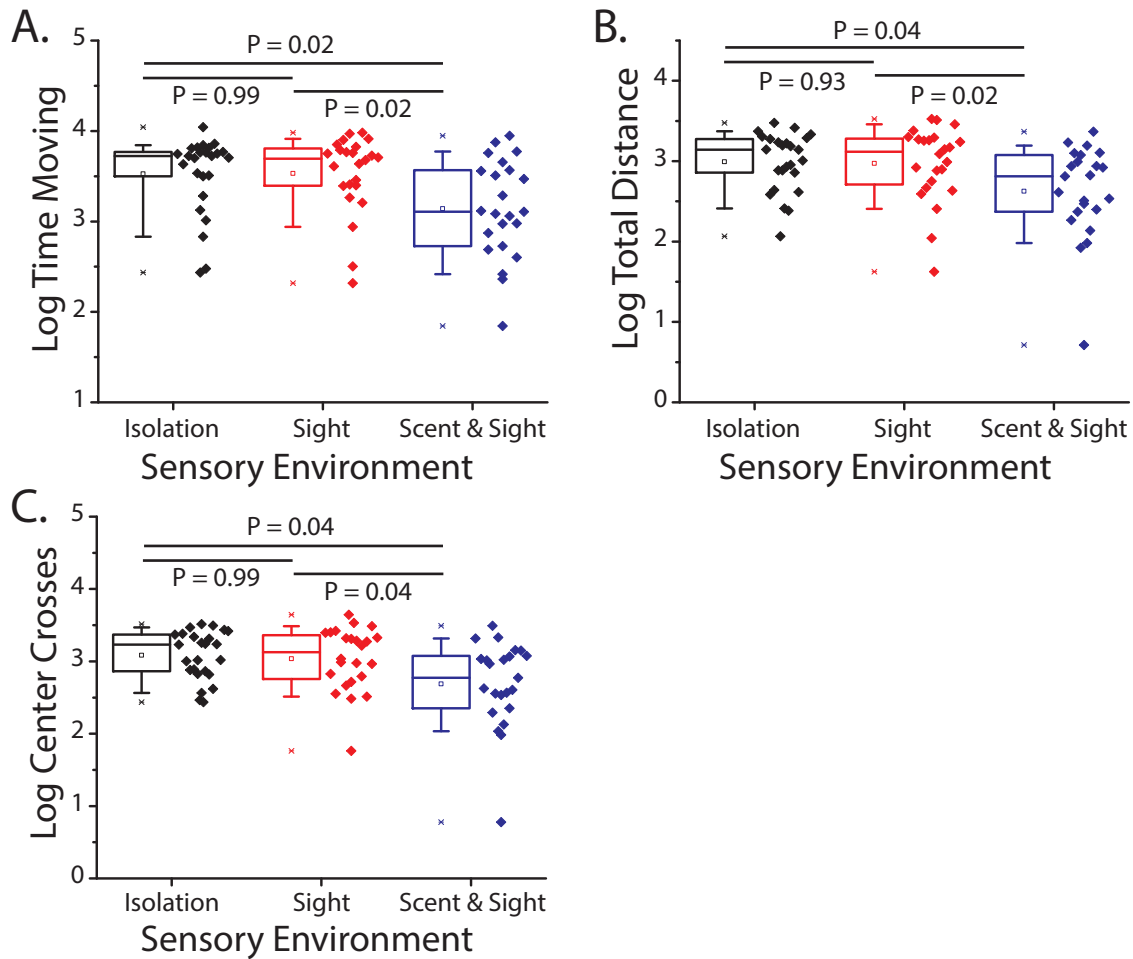 A.
Log Time Moving
5
4
3
2
1
P = 0.02
P = 0.99
P = 0.02
Isolation
Sight
Scent & Sight
Sensory Environment
B.
Log Total Distance
4
3
2
1
0
P = 0.04
P = 0.93
P = 0.02
Isolation
Sight
Scent & Sight
Sensory Environment
C.
Log Center Crosses
5
4
3
2
1
0
P = 0.04
P = 0.99
P = 0.04
Isolation
Sight
Scent & Sight
Sensory Environment